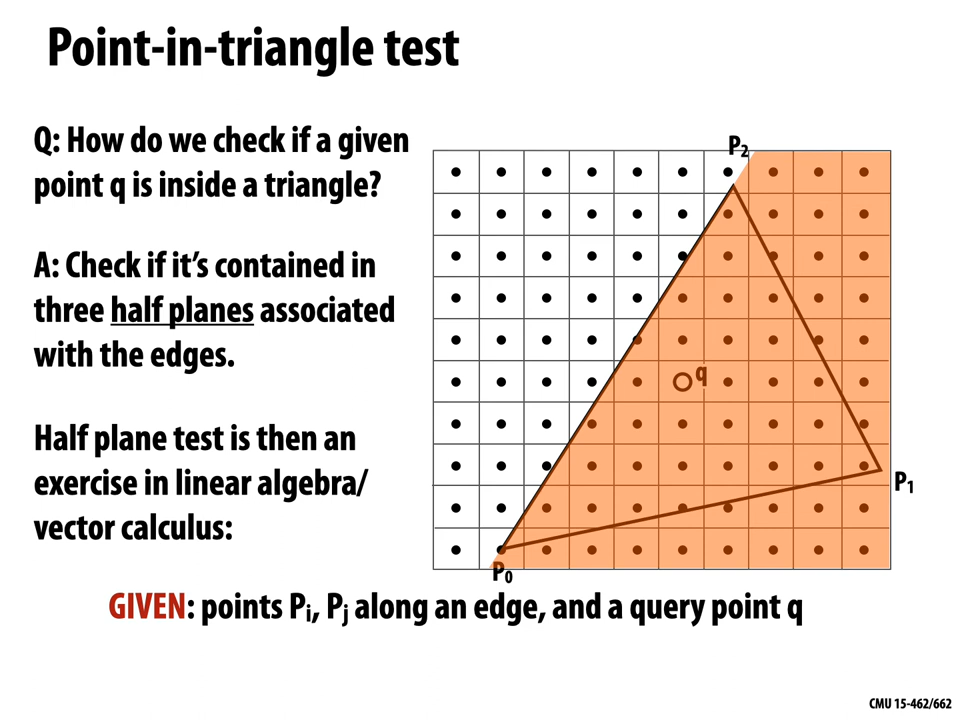 Point-in-triangle test
Q: How do we check if a given
point q is inside a triangle?
A: Check if it’s contained in
three half planes associated
with the edges.
Half plane test is then an
exercise in linear algebra/
vector calculus:
P₂
q
P₁
P₀
GIVEN: points Pᵢ, Pⱼ along an edge, and a query point q
CMU 15-462/662